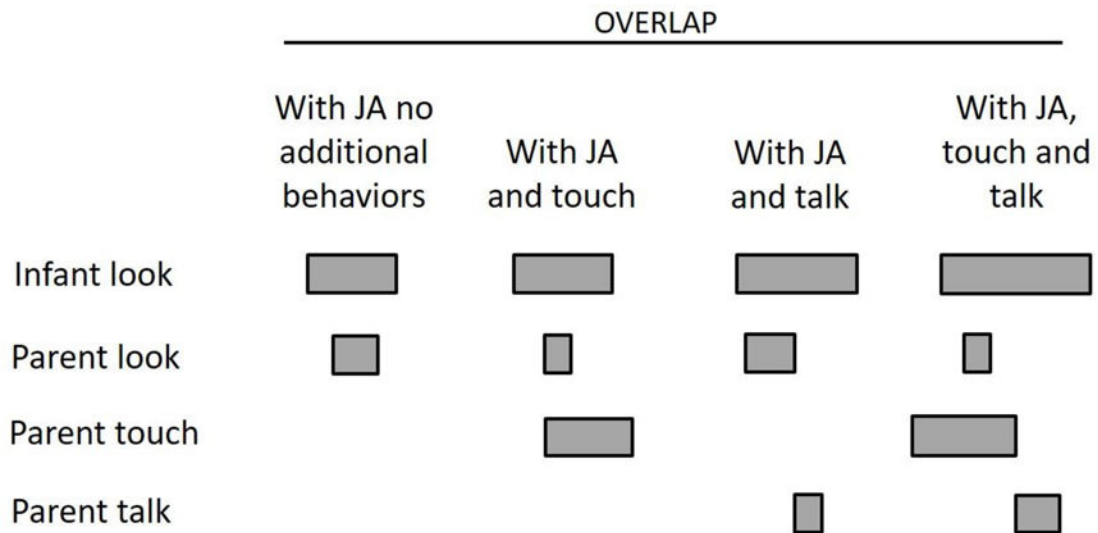 OVERLAP
With JA no
additional
behaviors
With JA
and touch
With JA
and talk
With JA,
touch and
talk
Infant look
Parent look
Parent touch
Parent talk